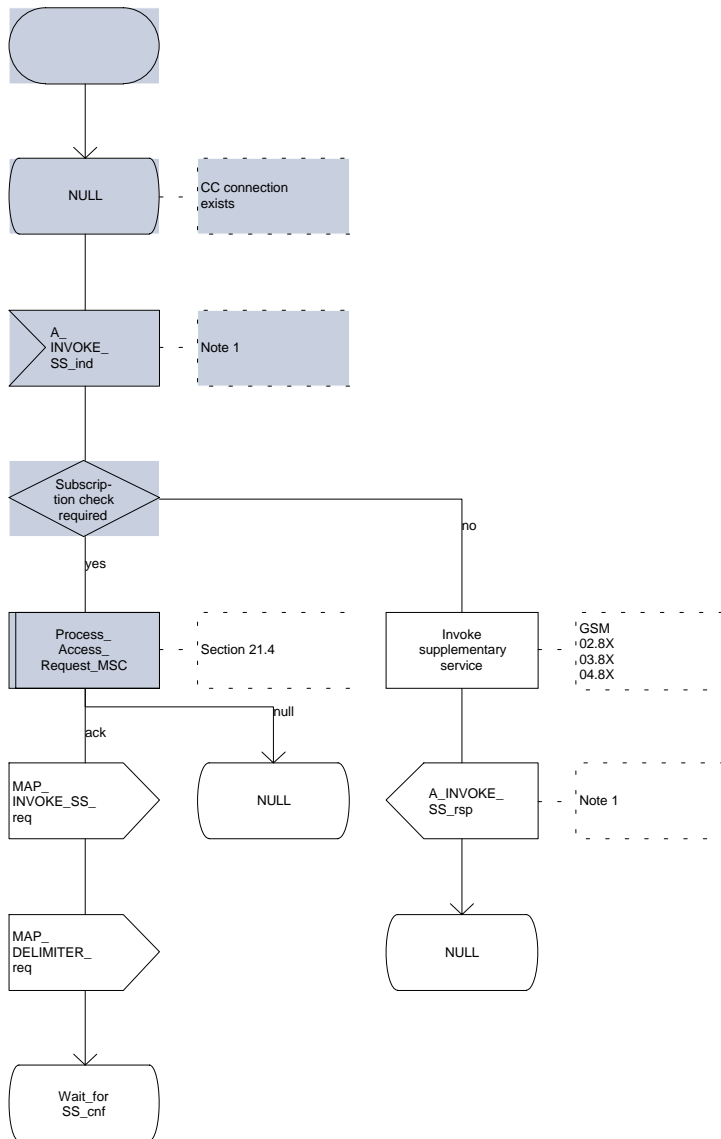 NULL
CC connection
exists
A_
INVOKE_
SS_ind
Note 1
Subscrip-
tion check
required
no
yes
Process_
Access_
Request_MSC
Section 21.4
Invoke
supplementary
service
GSM
02.8X
03.8X
04.8X
null
ack
MAP_
INVOKE_SS_
req
NULL
A_INVOKE_
SS_rsp
Note 1
MAP_
DELIMITER_
req
NULL
Wait_for
SS_cnf